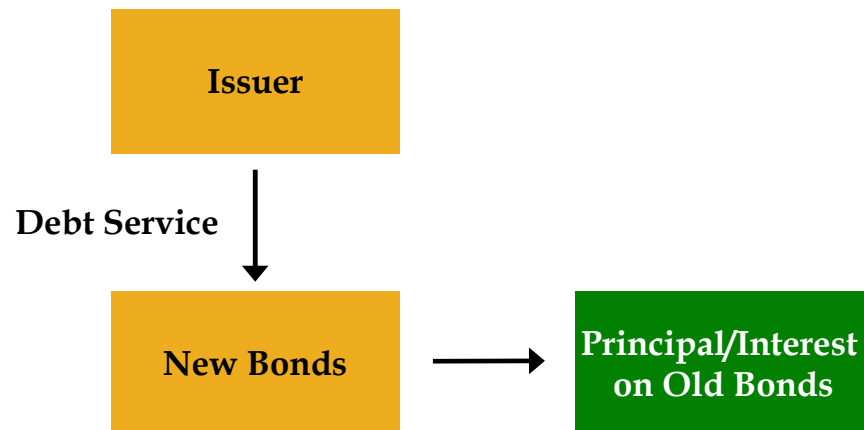 Issuer
Debt Service
New Bonds
Principal/Interest
on Old Bonds